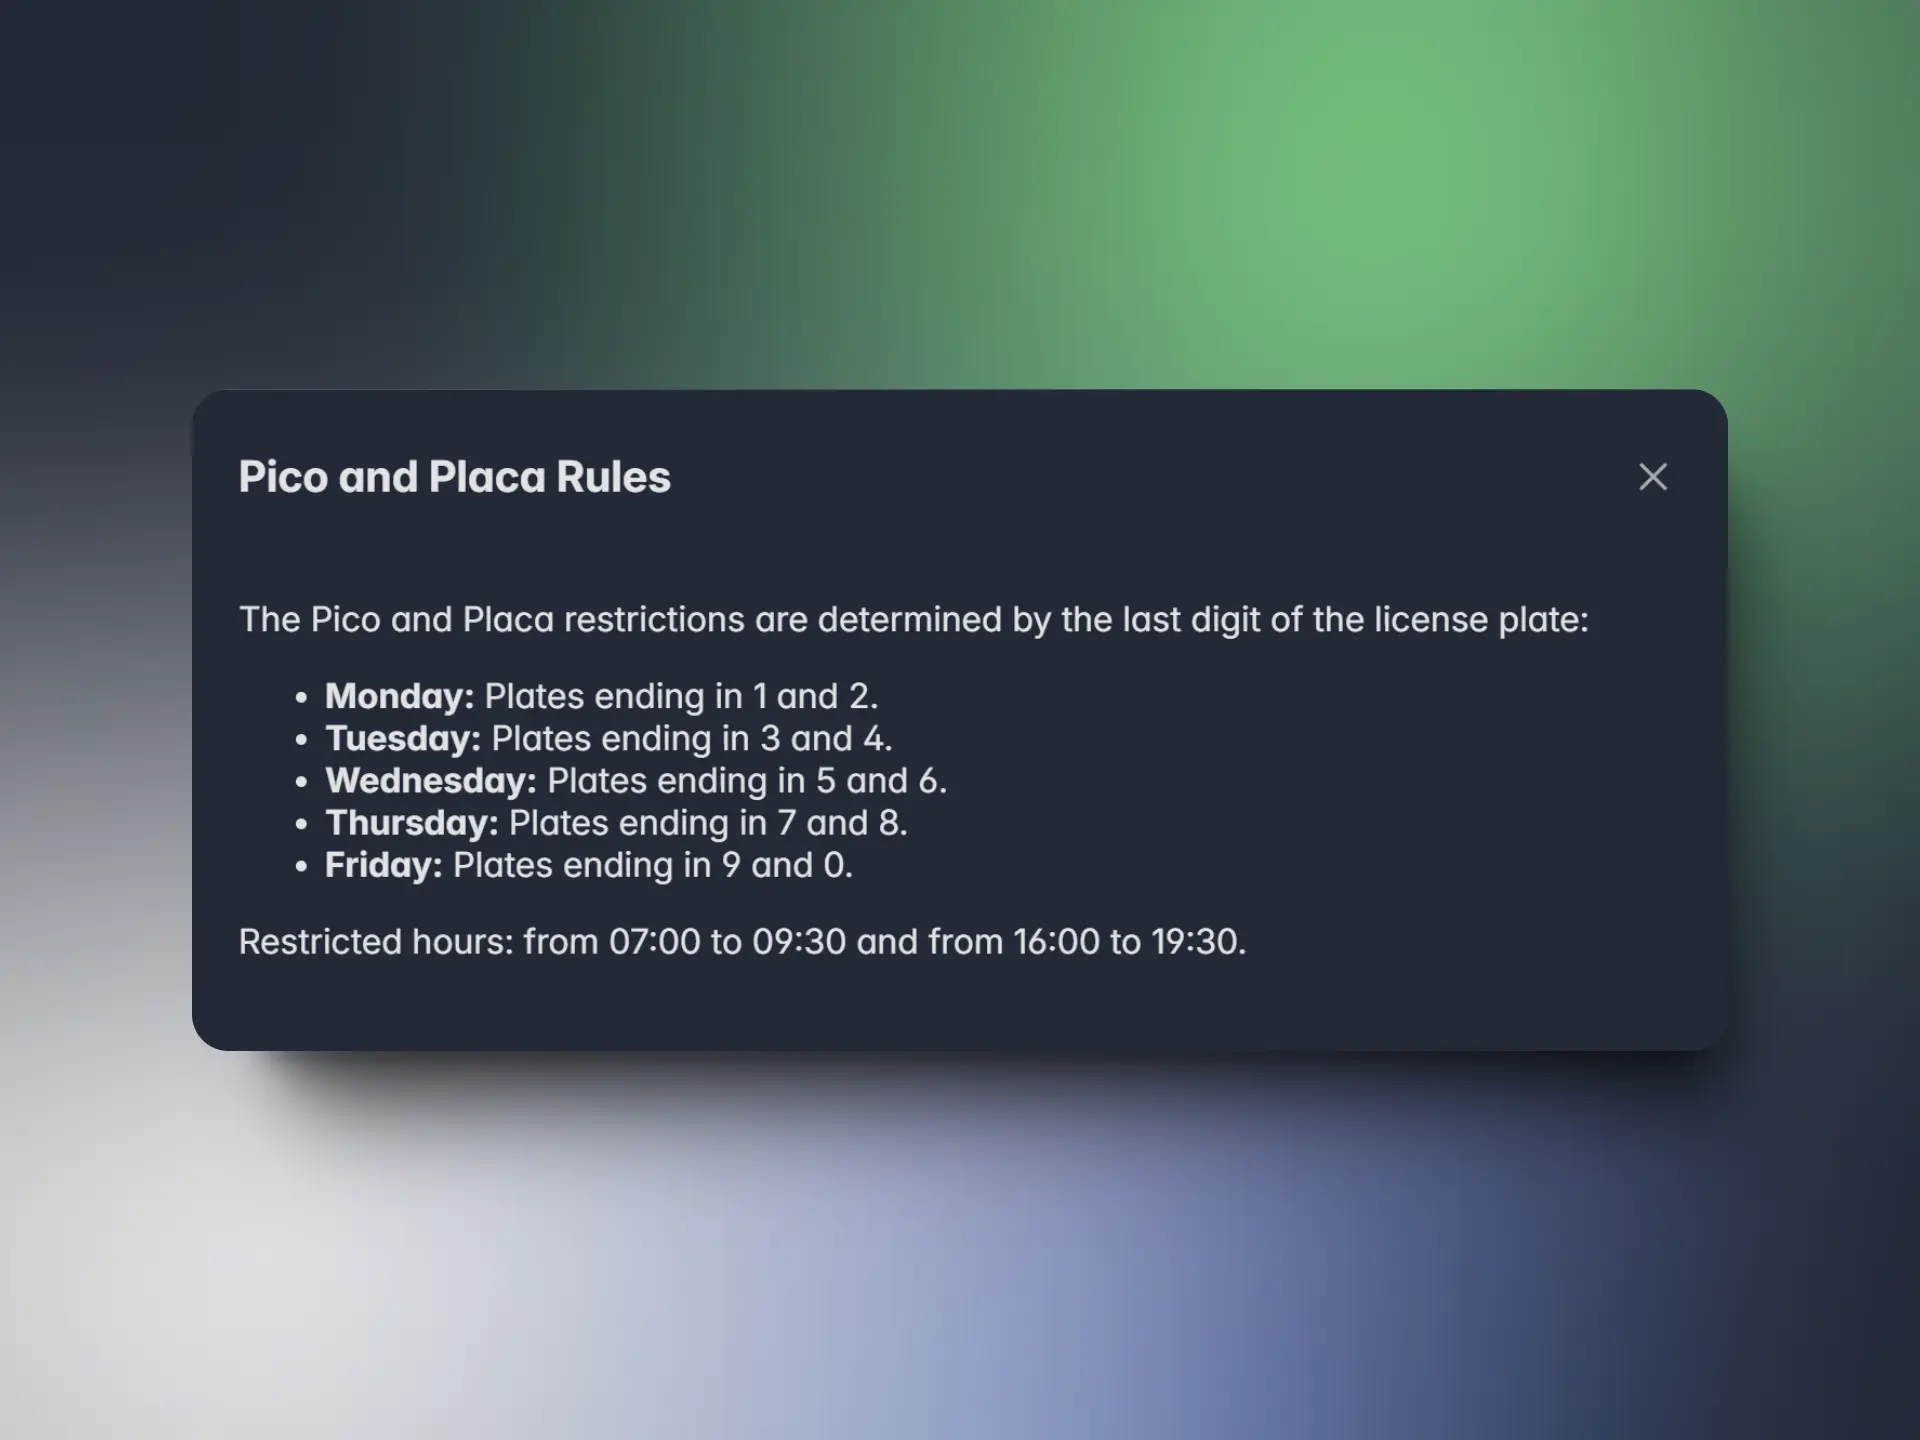 Pico and Placa Rules
The Pico and Placa restrictions are determined by the last digit of the license plate:
• Monday: Plates ending in 1 and 2.
• Tuesday: Plates ending in 3 and 4.
• Wednesday: Plates ending in 5 and 6.
• Thursday: Plates ending in 7 and 8.
• Friday: Plates ending in 9 and 0.
Restricted hours: from 07:00 to 09:30 and from 16:00 to 19:30.